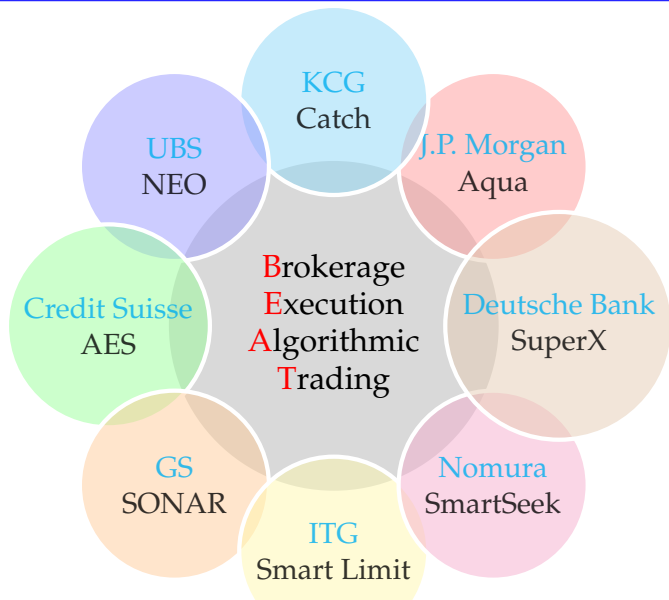 KCG
Catch
J.P. Morgan
Aqua
UBS
NEO
Brokerage
Execution
Algorithmic
Trading
Deutsche Bank
SuperX
Credit Suisse
AES
Nomura
SmartSeek
GS
SONAR
ITG
Smart Limit